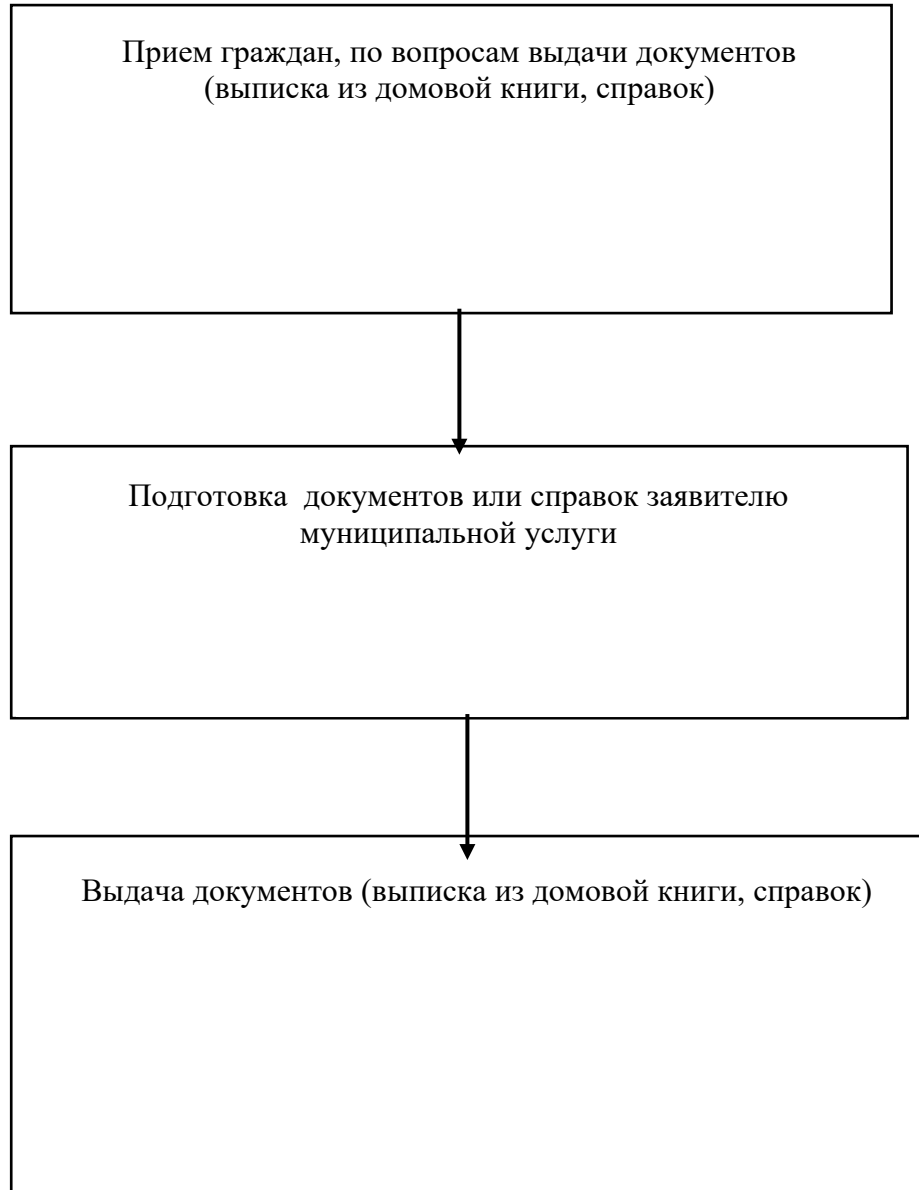 Прием граждан, по вопросам выдачи документов
(выписка из домовой книги, справок)
Подготовка  документов или справок заявителю
муниципальной услуги
Выдача документов (выписка из домовой книги, справок)